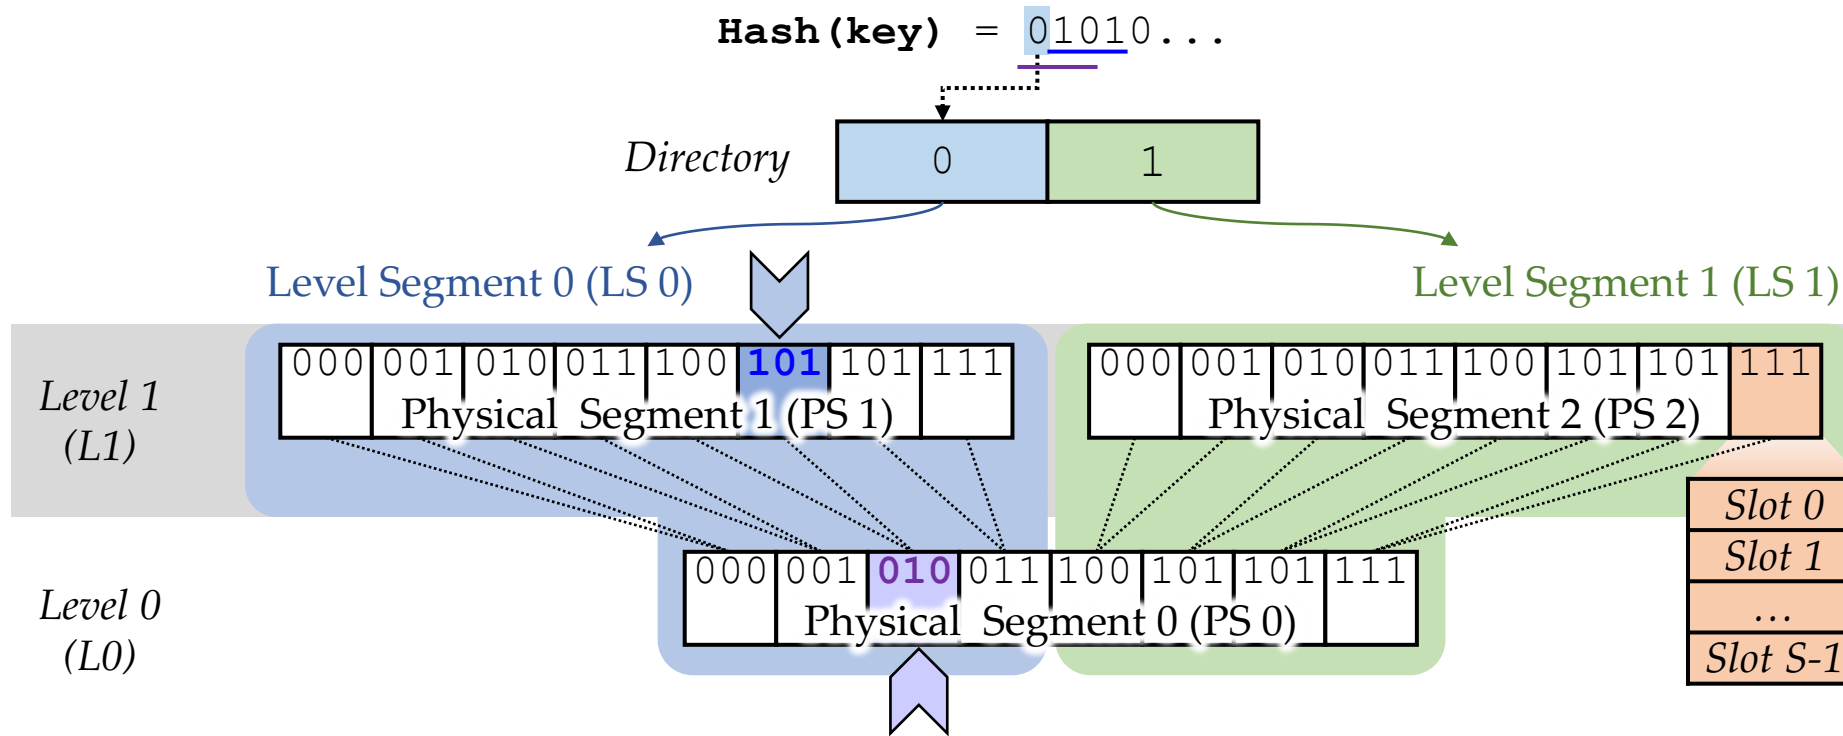 Hash(key) = 01010...
Directory
0 1
Level Segment 0 (LS 0)
Level Segment 1 (LS 1)
Level 1
(L1)
000 001 010 011 100 101 101 111
Physical Segment 1 (PS 1)
000 001 010 011 100 101 101 111
Physical Segment 2 (PS 2)
Slot 0
Slot 1
...
Slot S-1
Level 0
(L0)
000 001 010 011 100 101 101 111
Physical Segment 0 (PS 0)